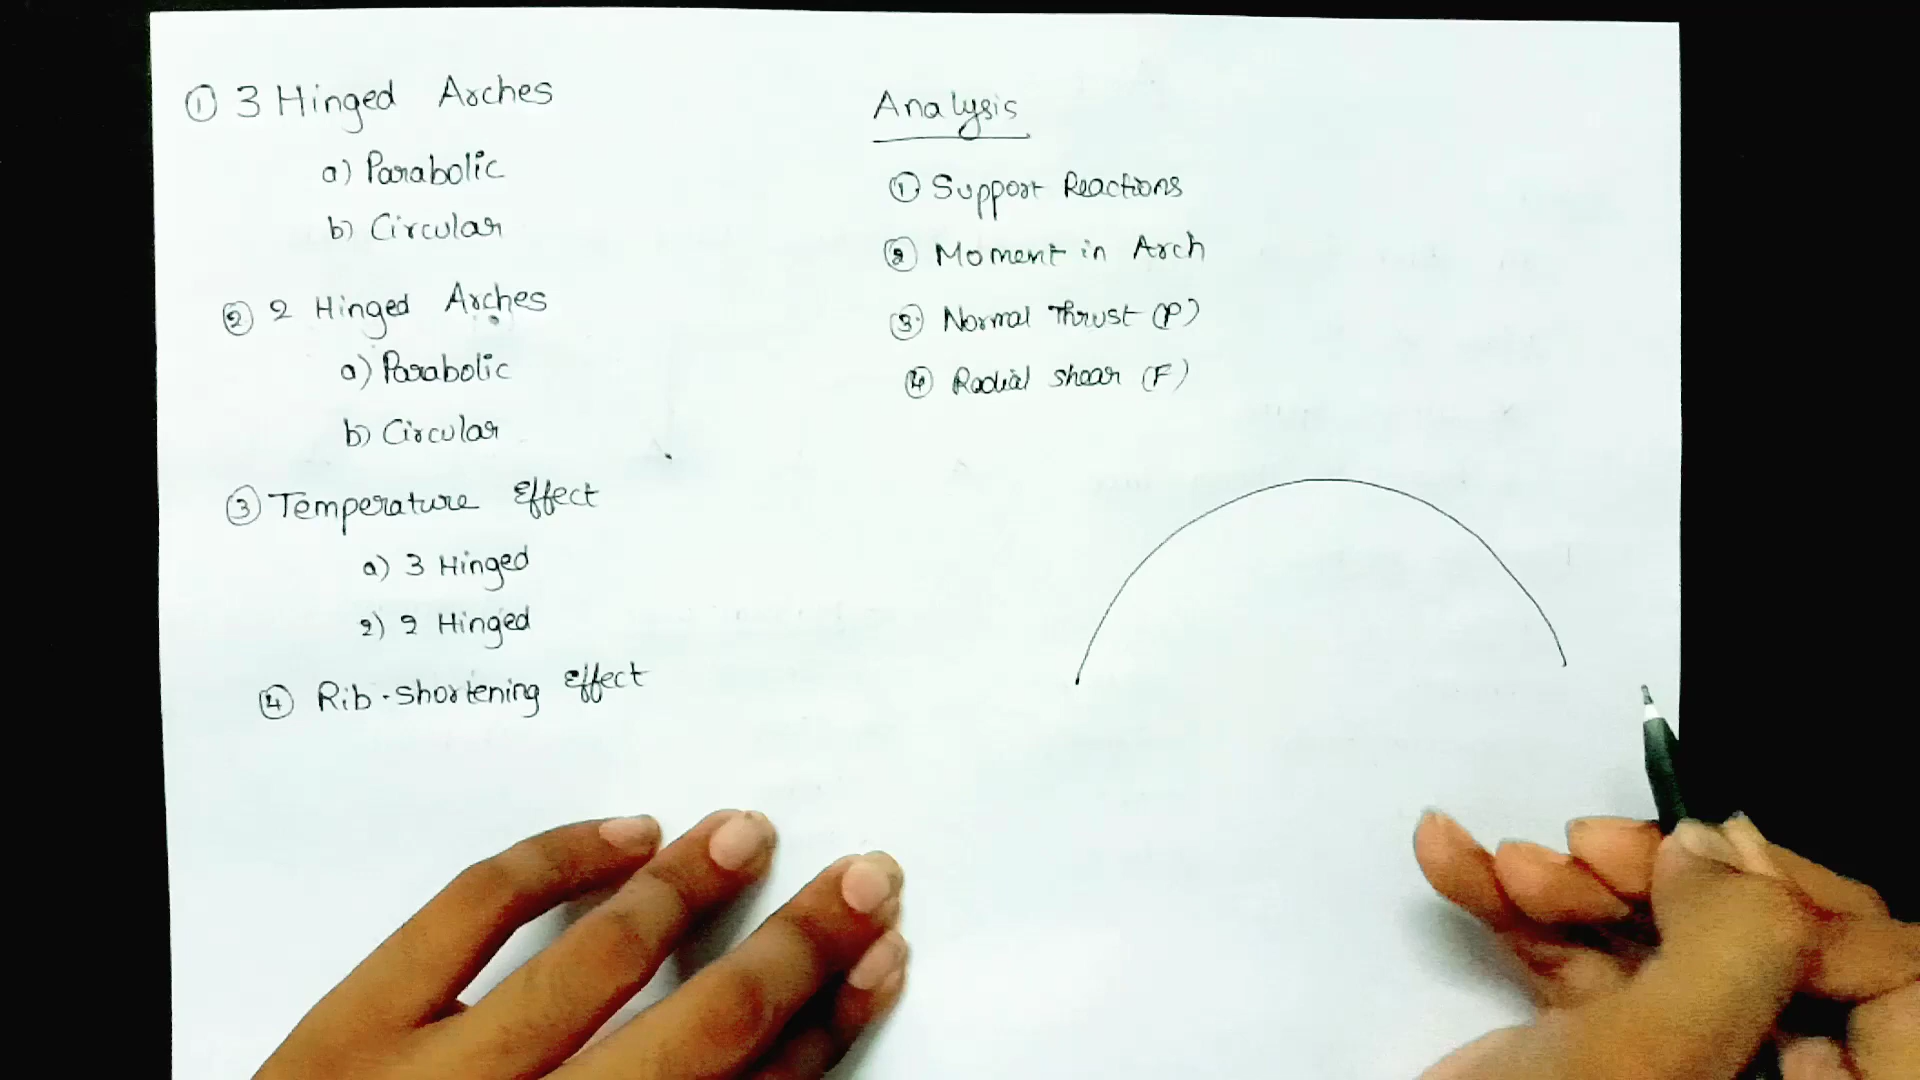 ① 3 Hinged Arches
a) Parabolic
b) Circular
② 2 Hinged Arches
a) Parabolic
b) Circular
③ Temperature Effect
a) 3 Hinged
2) 2 Hinged
④ Rib-shortening Effect
Analysis
① Support Reactions
② Moment in Arch
③ Normal Thrust (P)
④ Radial shear (F)